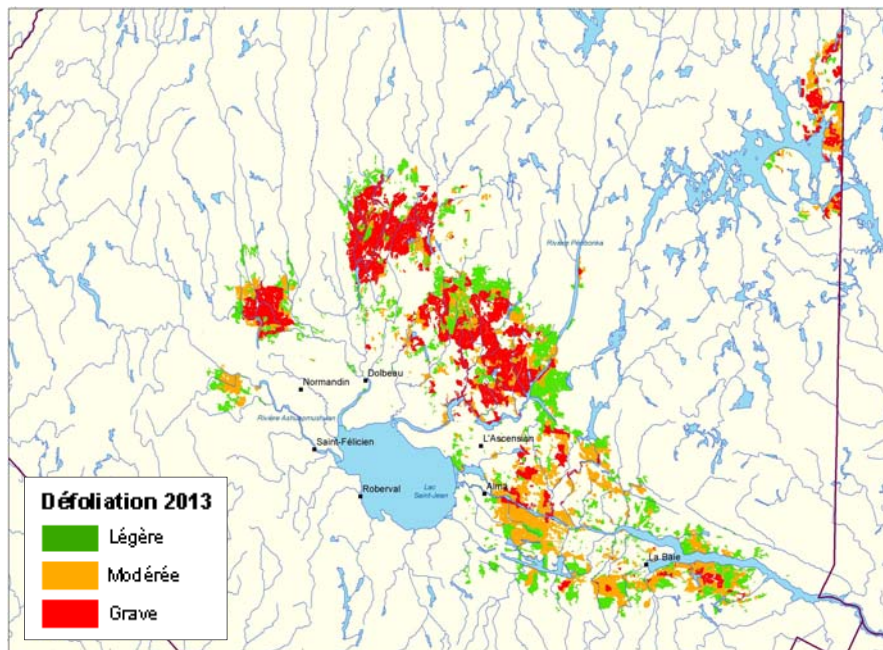 Rivière Péribonka
Normandin
Dolbeau
Rivière Ashuapmushuan
Saint-Félicien
L'Ascension
Roberval
Lac
Saint-Jean
Alma
La Baie
Défoliation 2013
Légère
Modérée
Grave